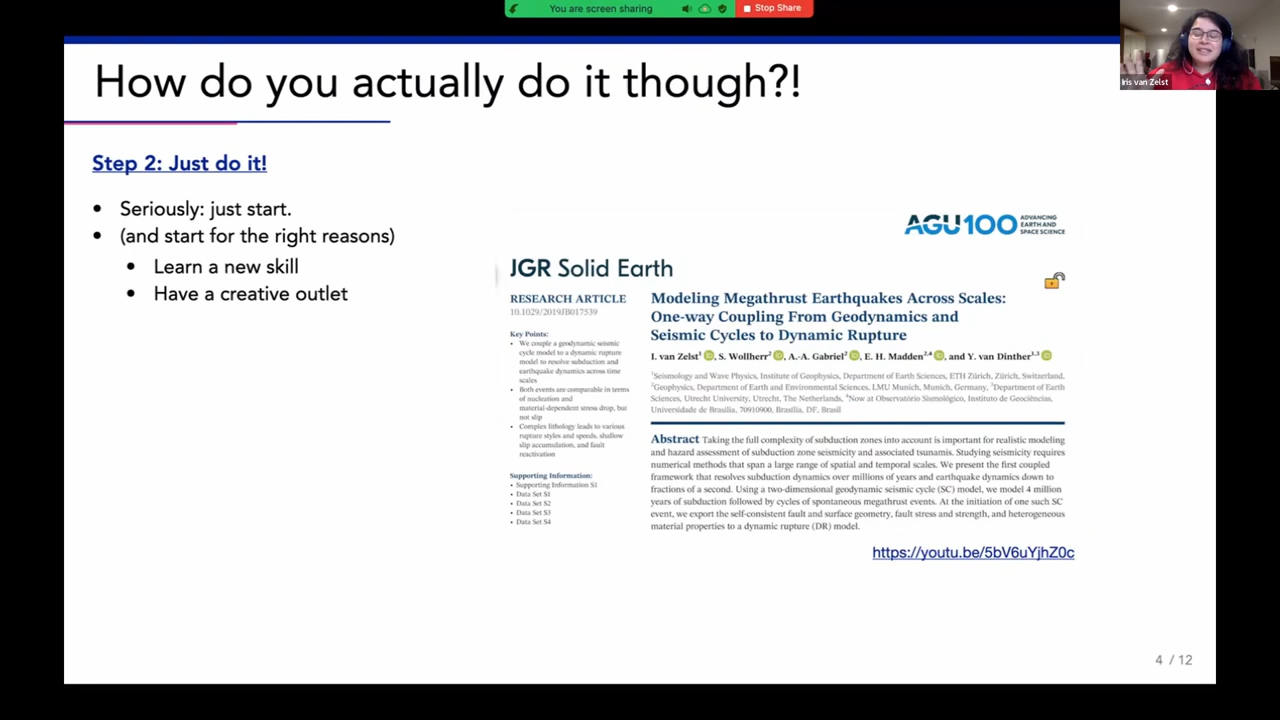 You are screen sharing
Stop Share
Iris van Zelst
How do you actually do it though?!
Step 2: Just do it!
• Seriously: just start.
• (and start for the right reasons)
• Learn a new skill
• Have a creative outlet
AGU100 ADVANCING
EARTH AND
SPACE SCIENCE
JGR Solid Earth
RESEARCH ARTICLE
10.1029/2019JB017539
Key Points:
• We couple a geodynamic seismic
cycle model to a dynamic rupture
model to resolve subduction and
earthquake dynamics across time
scales
• Both events are comparable in terms
of nucleation and
material-dependent stress drop, but
not slip
• Complex lithology leads to various
rupture styles and speeds, shallow
slip accumulation, and fault
reactivation
Supporting Information:
• Supporting Information S1
• Data Set S1
• Data Set S2
• Data Set S3
• Data Set S4
Modeling Megathrust Earthquakes Across Scales:
One-way Coupling From Geodynamics and
Seismic Cycles to Dynamic Rupture
I. van Zelst1, S. Wollherr2, A.-A. Gabriel2, E. H. Madden2,4, and Y. van Dinther1,3
1Seismology and Wave Physics, Institute of Geophysics, Department of Earth Sciences, ETH Zürich, Zürich, Switzerland,
2Geophysics, Department of Earth and Environmental Sciences, LMU Munich, Munich, Germany, 3Department of Earth
Sciences, Utrecht University, Utrecht, The Netherlands, 4Now at Observatório Sismológico, Instituto de Geociências,
Universidade de Brasília, 70910900, Brasília, DF, Brasil
Abstract Taking the full complexity of subduction zones into account is important for realistic modeling
and hazard assessment of subduction zone seismicity and associated tsunamis. Studying seismicity requires
numerical methods that span a large range of spatial and temporal scales. We present the first coupled
framework that resolves subduction dynamics over millions of years and earthquake dynamics down to
fractions of a second. Using a two-dimensional geodynamic seismic cycle (SC) model, we model 4 million
years of subduction followed by cycles of spontaneous megathrust events. At the initiation of one such SC
event, we export the self-consistent fault and surface geometry, fault stress and strength, and heterogeneous
material properties to a dynamic rupture (DR) model.
https://youtu.be/5bV6uYjhZ0c
4 / 12